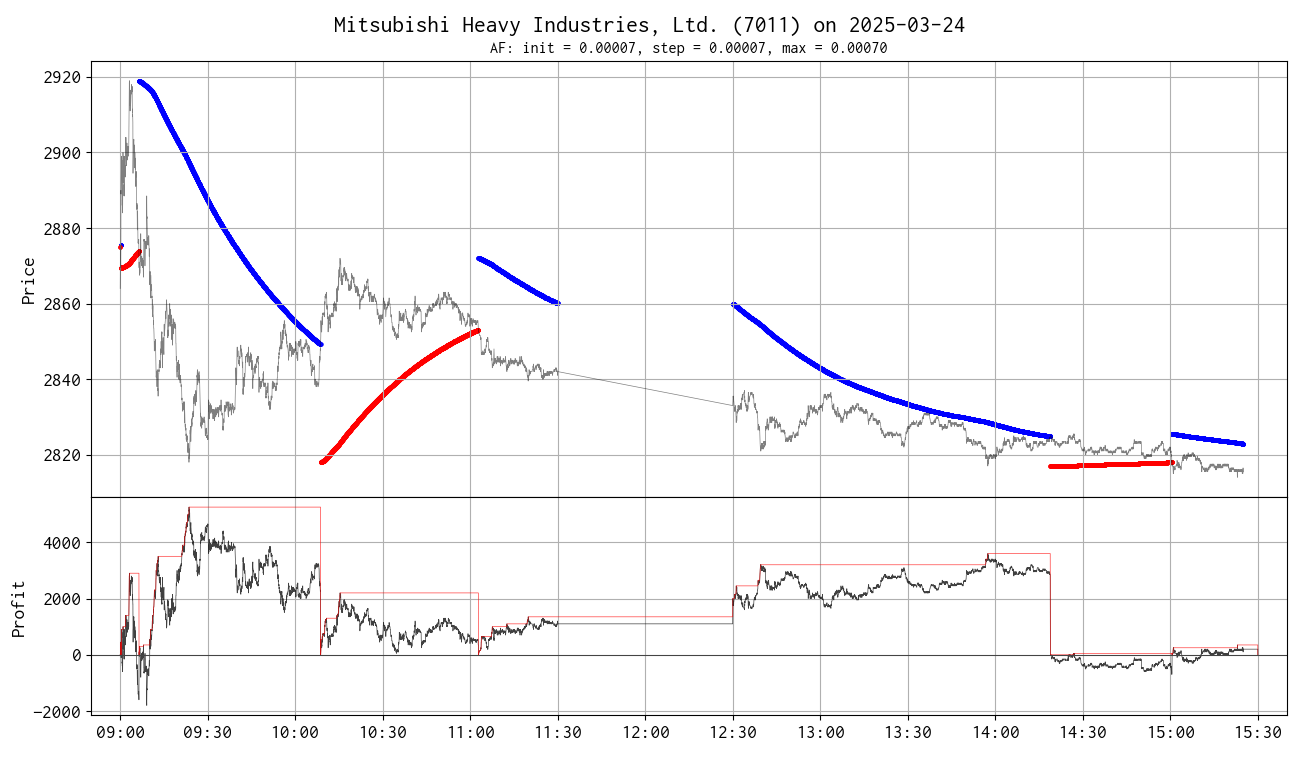 Mitsubishi Heavy Industries, Ltd. (7011) on 2025-03-24
AF: init = 0.00007, step = 0.00007, max = 0.00070
Price
2920
2900
2880
2860
2840
2820
Profit
4000
2000
0
−2000
09:00 09:30 10:00 10:30 11:00 11:30 12:00 12:30 13:00 13:30 14:00 14:30 15:00 15:30